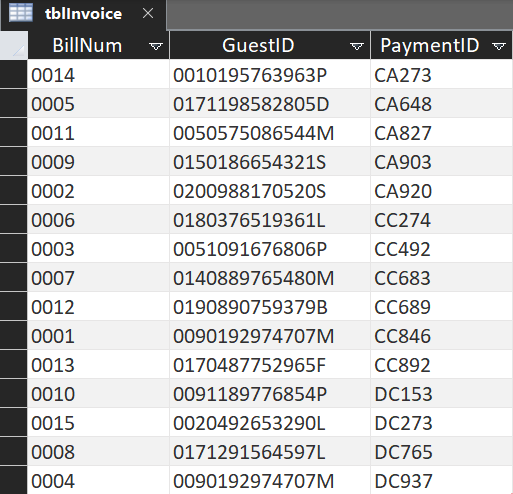 tblInvoice
BillNum GuestID PaymentID
0014 0010195763963P CA273
0005 0171198582805D CA648
0011 0050575086544M CA827
0009 0150186654321S CA903
0002 0200988170520S CA920
0006 0180376519361L CC274
0003 0051091676806P CC492
0007 0140889765480M CC683
0012 0190890759379B CC689
0001 0090192974707M CC846
0013 0170487752965F CC892
0010 0091189776854P DC153
0015 0020492653290L DC273
0008 0171291564597L DC765
0004 0090192974707M DC937